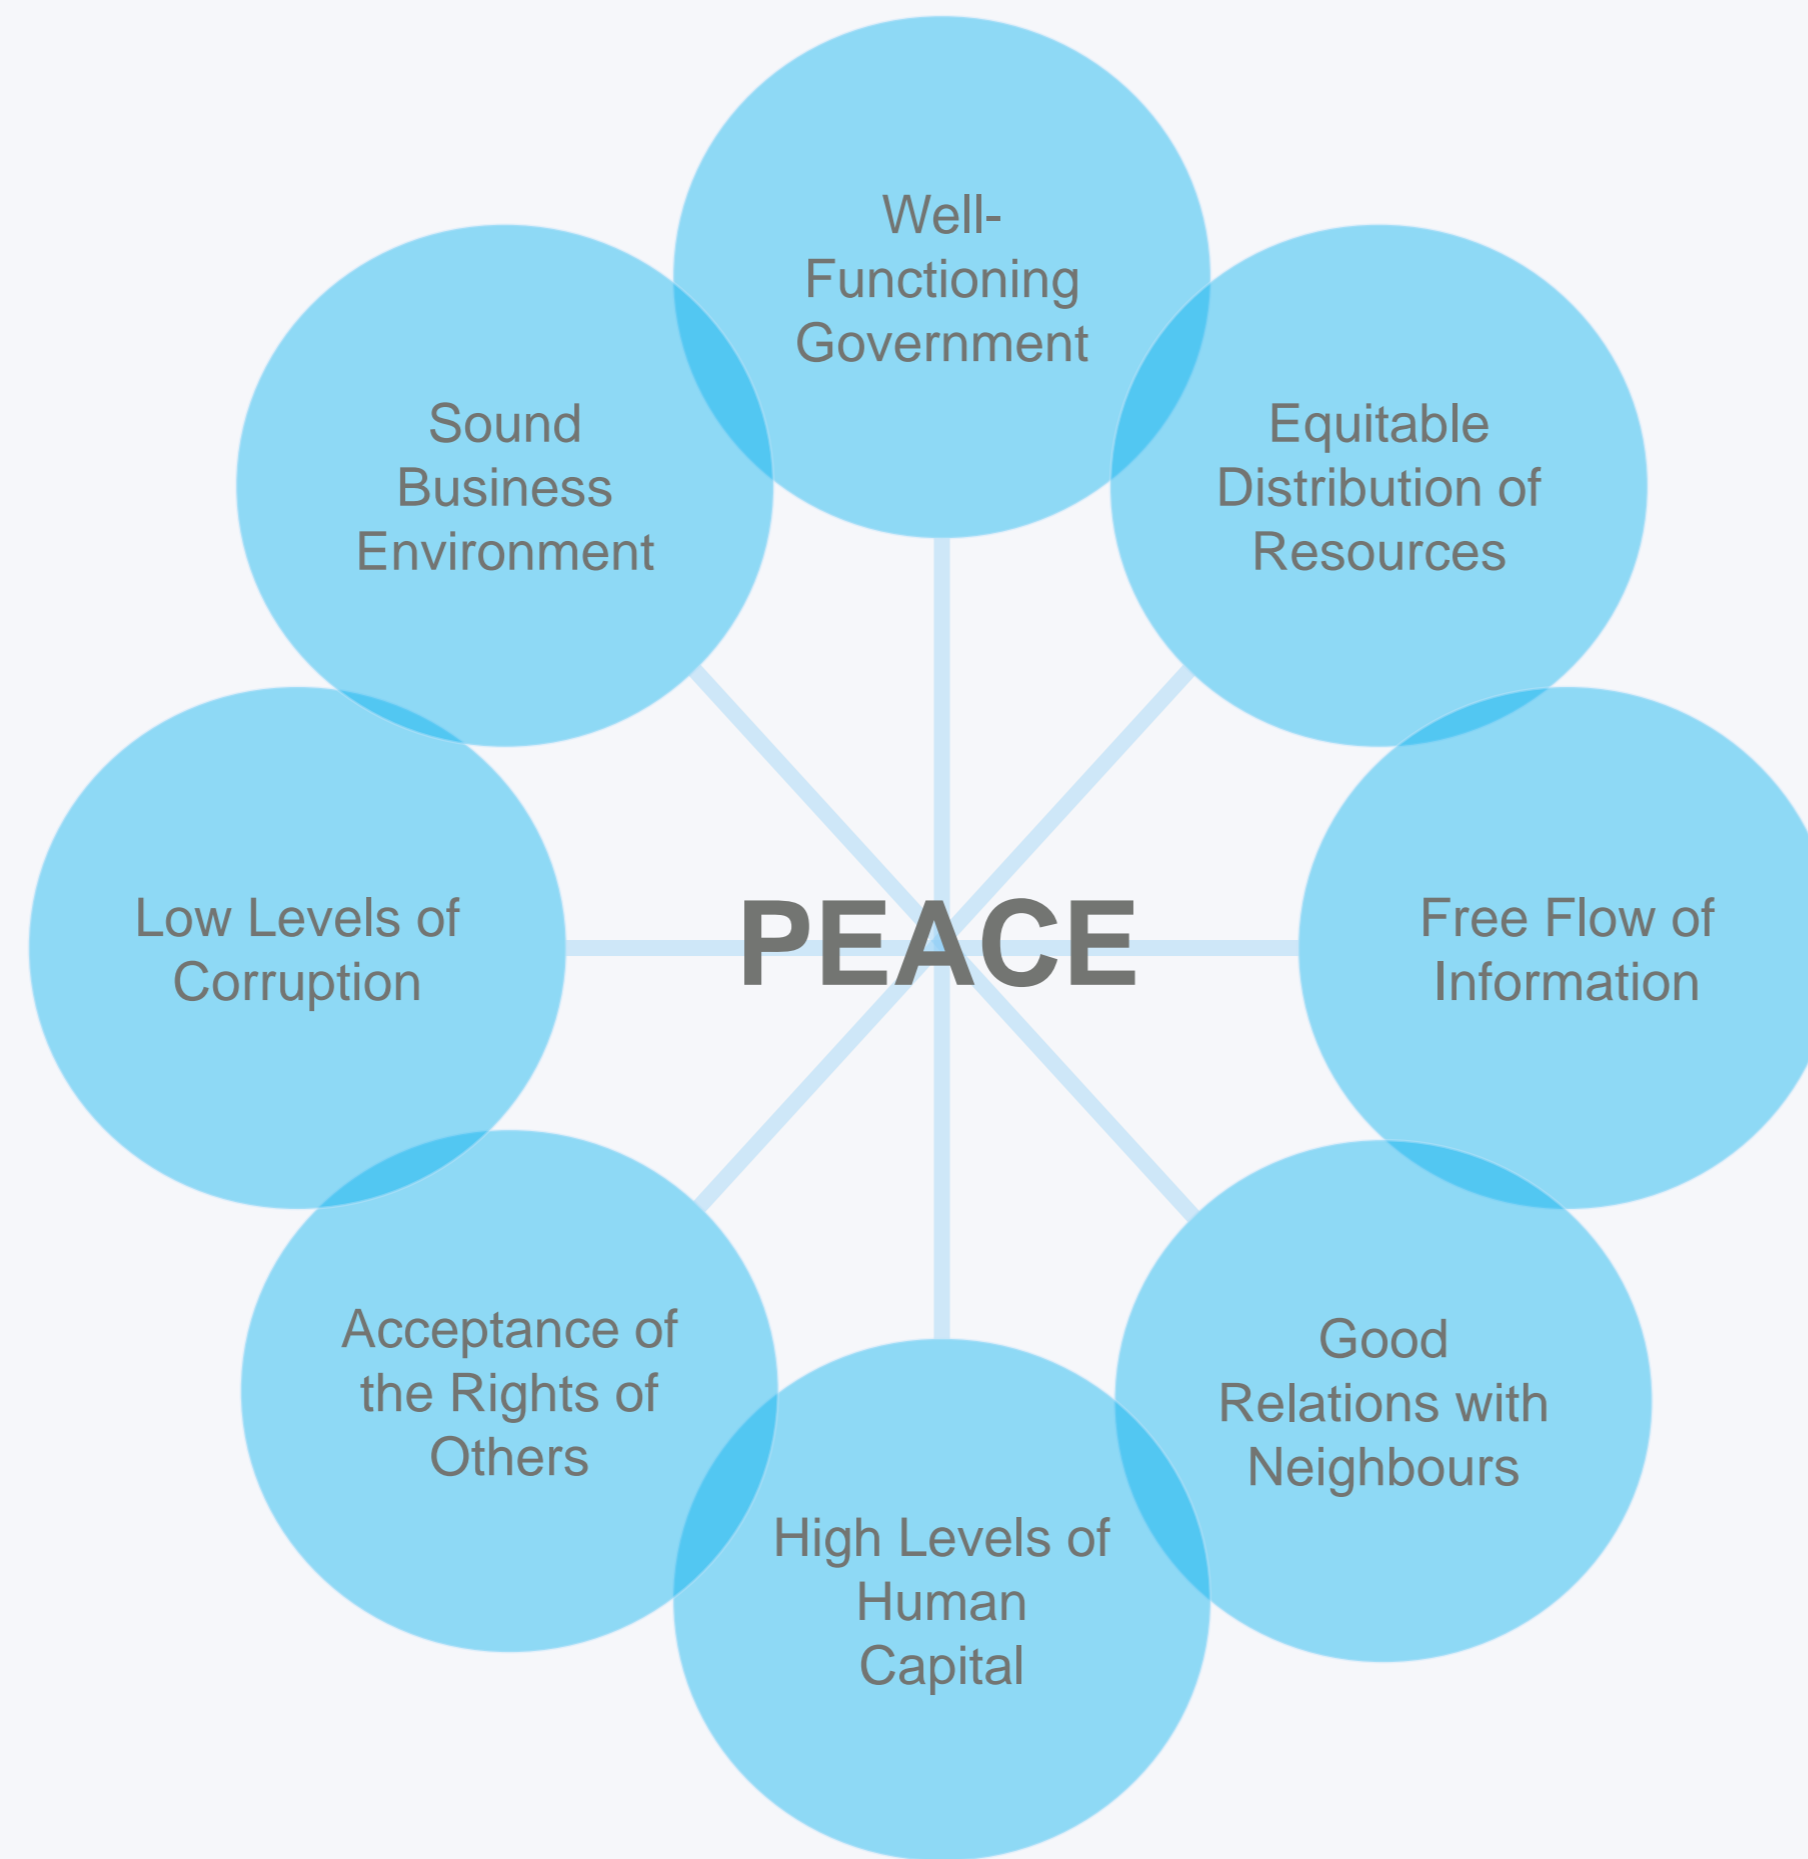 Well-
Functioning
Government
Equitable
Distribution of
Resources
Free Flow of
Information
Good
Relations with
Neighbours
High Levels of
Human
Capital
Acceptance of
the Rights of
Others
Low Levels of
Corruption
Sound
Business
Environment
PEACE